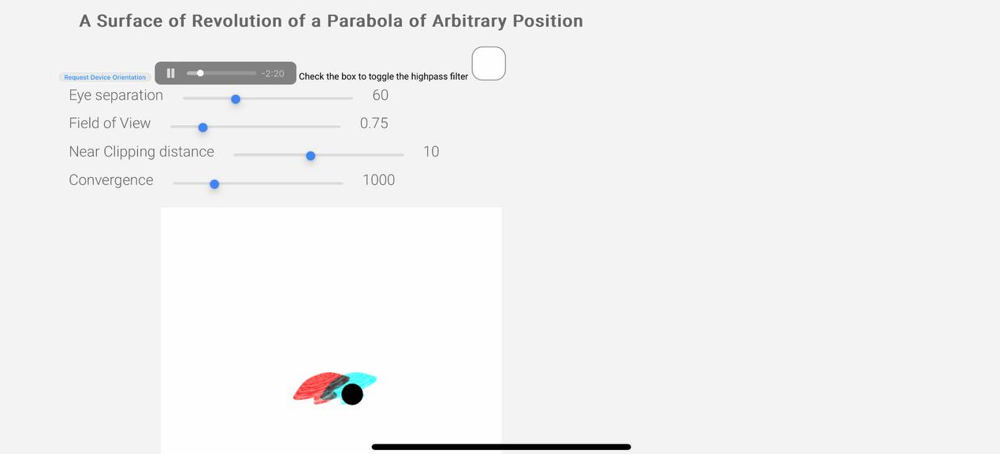 A Surface of Revolution of a Parabola of Arbitrary Position
Request Device Orientation -2:20 Check the box to toggle the highpass filter
Eye separation 60
Field of View 0.75
Near Clipping distance 10
Convergence 1000